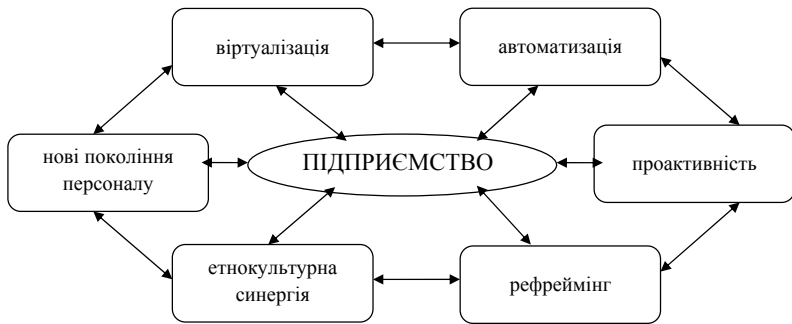 віртуалізація
автоматизація
нові покоління
персоналу
ПІДПРИЄМСТВО
проактивність
етнокультурна
синергія
рефреймінг